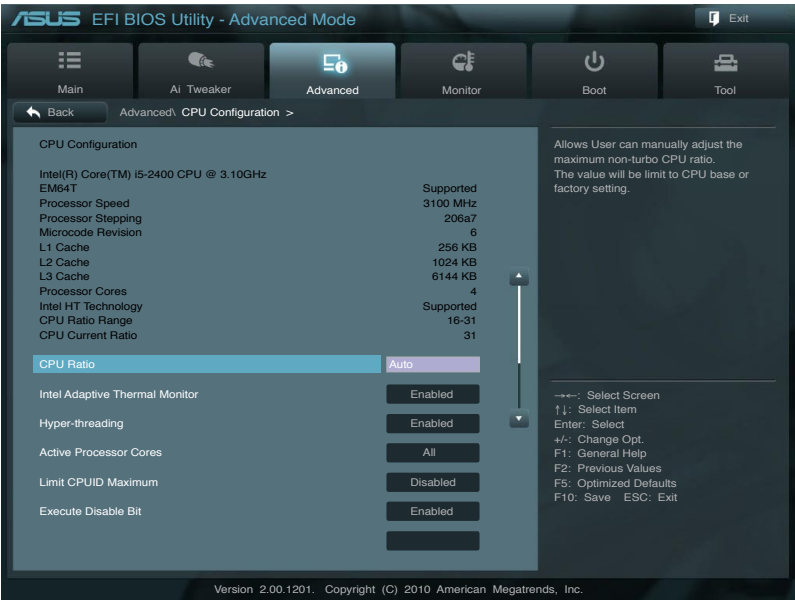 ASUS EFI BIOS Utility - Advanced Mode
Exit
Main
Ai Tweaker
Advanced
Monitor
Boot
Tool
Back
Advanced\ CPU Configuration >
CPU Configuration
Intel(R) Core(TM) i5-2400 CPU @ 3.10GHz
EM64T Supported
Processor Speed 3100 MHz
Processor Stepping 206a7
Microcode Revision 6
L1 Cache 256 KB
L2 Cache 1024 KB
L3 Cache 6144 KB
Processor Cores 4
Intel HT Technology Supported
CPU Ratio Range 16-31
CPU Current Ratio 31
CPU Ratio Auto
Intel Adaptive Thermal Monitor Enabled
Hyper-threading Enabled
Active Processor Cores All
Limit CPUID Maximum Disabled
Execute Disable Bit Enabled
Allows User can manually adjust the
maximum non-turbo CPU ratio.
The value will be limit to CPU base or
factory setting.
→←: Select Screen
↑↓: Select Item
Enter: Select
+/-: Change Opt.
F1: General Help
F2: Previous Values
F5: Optimized Defaults
F10: Save ESC: Exit
Version 2.00.1201. Copyright (C) 2010 American Megatrends, Inc.